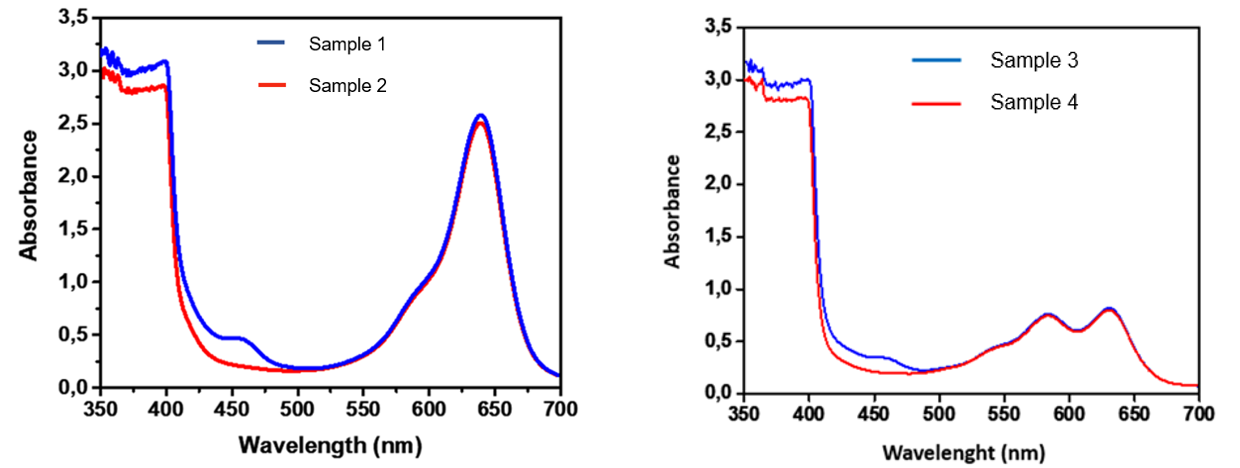 3,5
3,0
2,5
2,0
1,5
1,0
0,5
0,0
350 400 450 500 550 600 650 700
Absorbance
Wavelength (nm)
Sample 1
Sample 2
3,5
3,0
2,5
2,0
1,5
1,0
0,5
0,0
350 400 450 500 550 600 650 700
Absorbance
Wavelenght (nm)
Sample 3
Sample 4